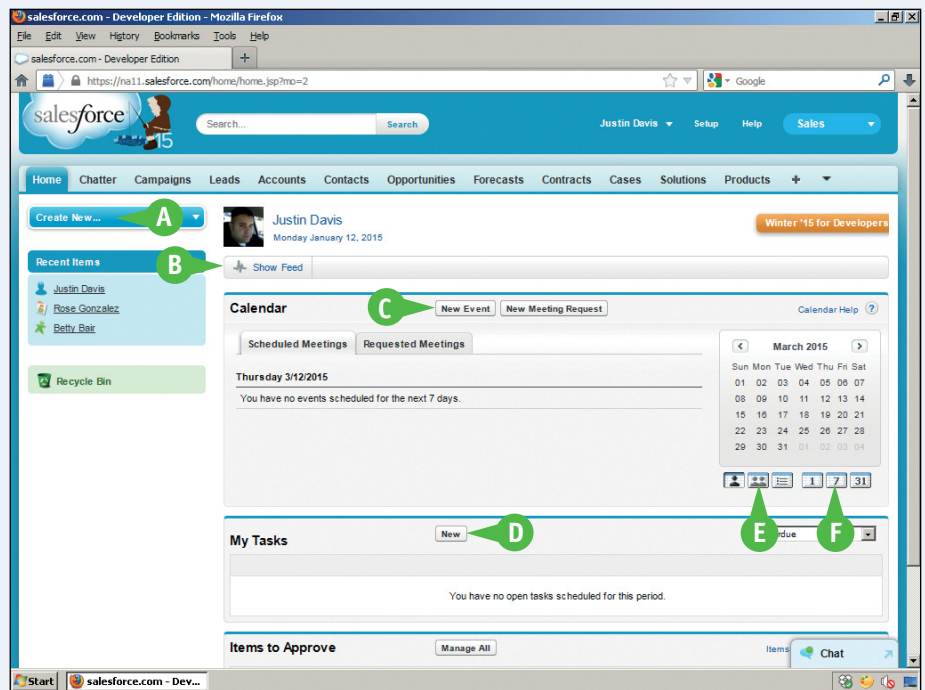 salesforce.com - Developer Edition - Mozilla Firefox
File Edit View History Bookmarks Tools Help
salesforce.com - Developer Edition +
https://na11.salesforce.com/home/home.jsp?mo=2 Google
salesforce 15 Search... Search Justin Davis Setup Help Sales
Home Chatter Campaigns Leads Accounts Contacts Opportunities Forecasts Contracts Cases Solutions Products +
Create New... A
Justin Davis
Monday January 12, 2015
Winter '15 for Developers
Recent Items
B
Show Feed
Justin Davis
Rose Gonzalez
Betty Bair
Recycle Bin
Calendar C New Event New Meeting Request Calendar Help ?
Scheduled Meetings Requested Meetings
Thursday 3/12/2015
You have no events scheduled for the next 7 days.
< March 2015 >
Sun Mon Tue Wed Thu Fri Sat
01 02 03 04 05 06 07
08 09 10 11 12 13 14
15 16 17 18 19 20 21
22 23 24 25 26 27 28
29 30 31 01 02 03 04
1 7 31
E F
My Tasks New D
You have no open tasks scheduled for this period.
Items to Approve Manage All Items
Chat
Start salesforce.com - Dev...